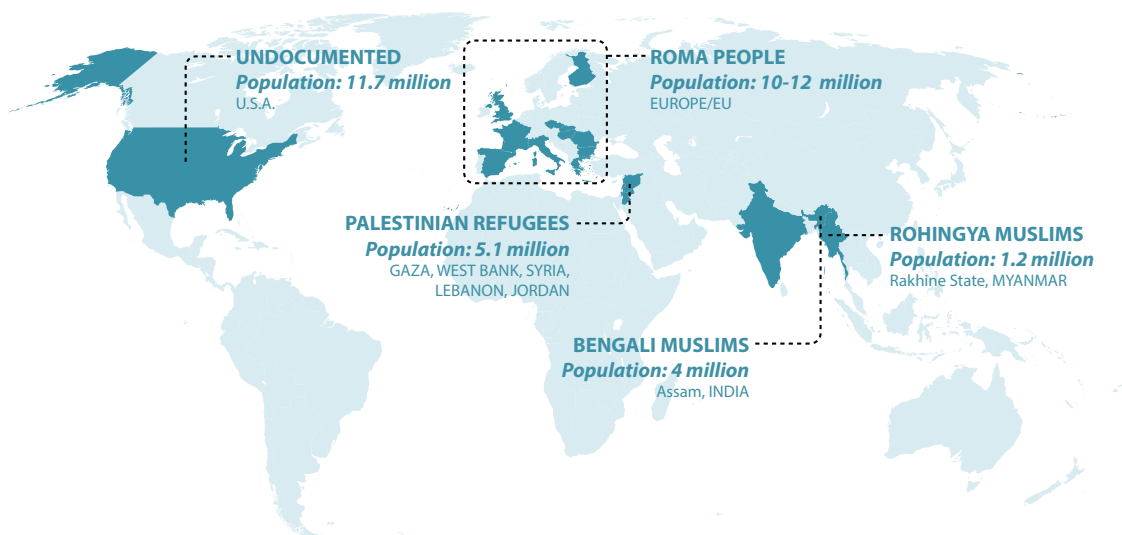 UNDOCUMENTED
Population: 11.7 million
U.S.A.
ROMA PEOPLE
Population: 10-12 million
EUROPE/EU
PALESTINIAN REFUGEES
Population: 5.1 million
GAZA, WEST BANK, SYRIA,
LEBANON, JORDAN
ROHINGYA MUSLIMS
Population: 1.2 million
Rakhine State, MYANMAR
BENGALI MUSLIMS
Population: 4 million
Assam, INDIA